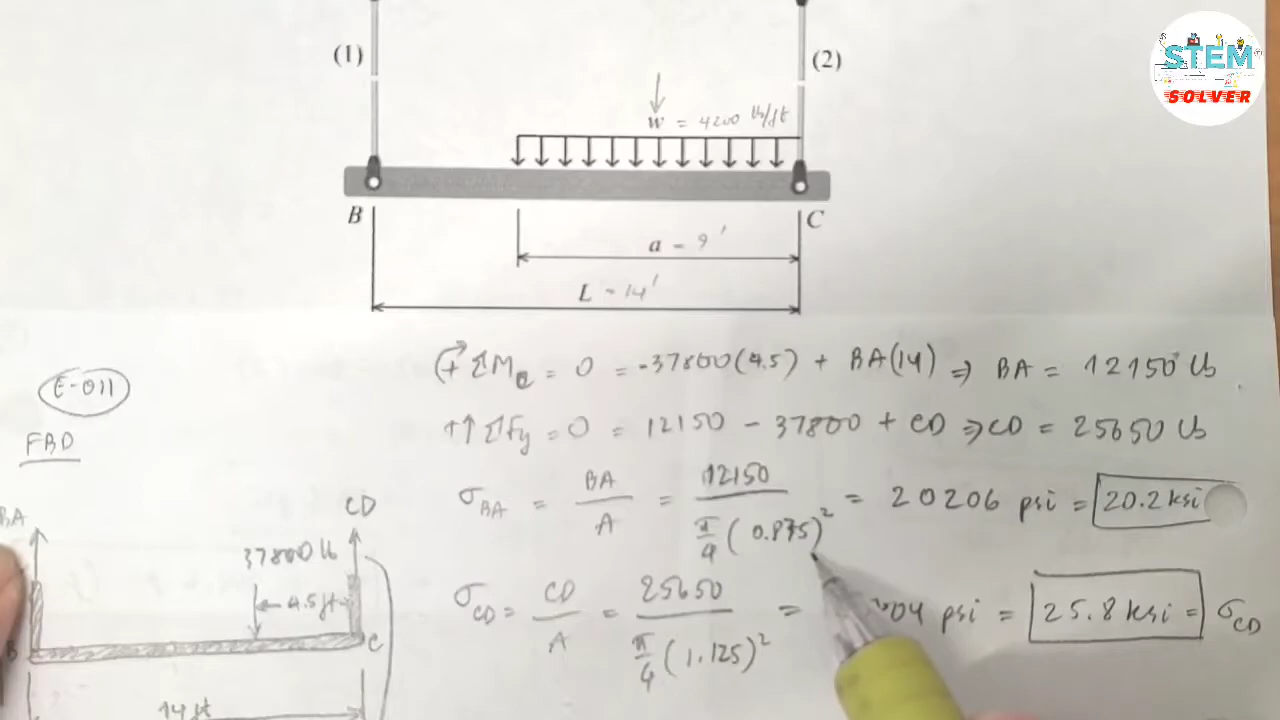 STEM
SOLVER
(1)
(2)
w = 4200 lb/ft
B
C
a = 9'
L = 14'
E-011
FBD
BA
CD
37800 lb
4.5 ft
B
C
14 ft
(+ ΣM_C = 0 = -37800(4.5) + BA(14) ⇒ BA = 12150 lb
+↑ ΣFy = 0 = 12150 - 37800 + CD ⇒ CD = 25650 lb
σ_BA = BA/A = 12150 / π/4 (0.875)² = 20206 psi = 20.2 ksi
σ_CD = CD/A = 25650 / π/4 (1.125)² = 804 psi = 25.8 ksi = σ_CD